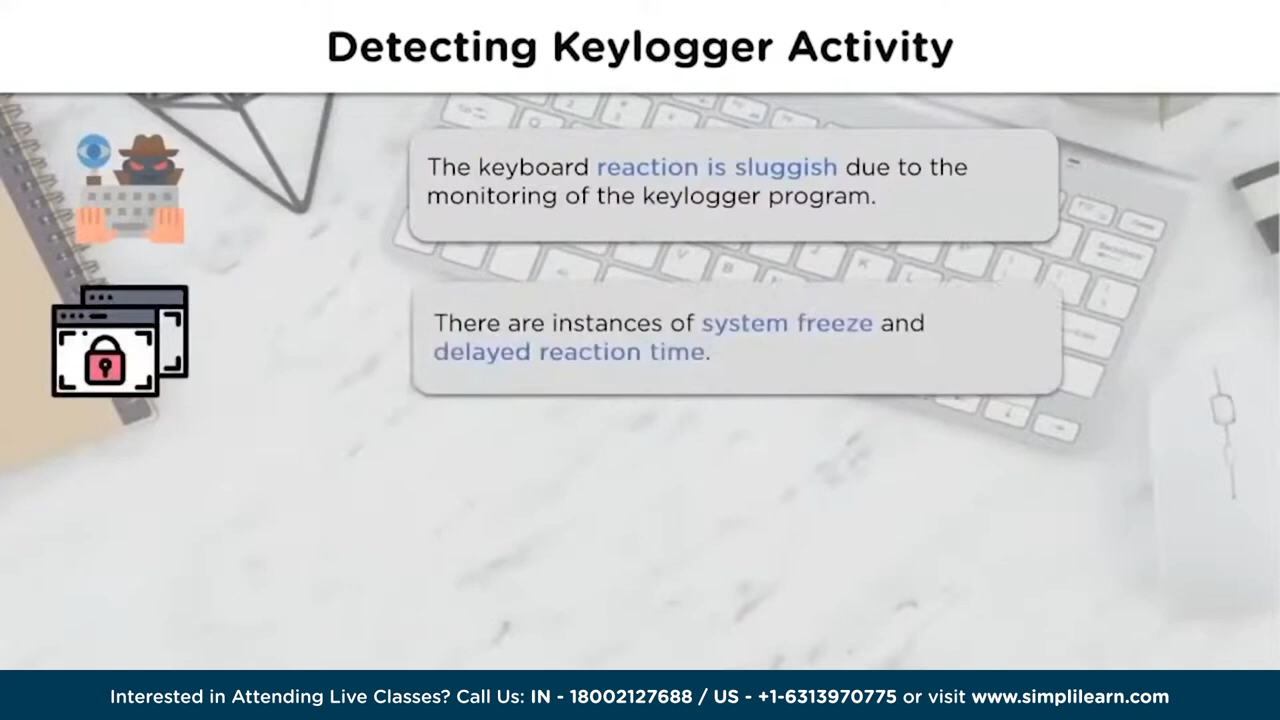 Detecting Keylogger Activity
The keyboard reaction is sluggish due to the
monitoring of the keylogger program.
There are instances of system freeze and
delayed reaction time.
Interested in Attending Live Classes? Call Us: IN - 18002127688 / US - +1-6313970775 or visit www.simplilearn.com